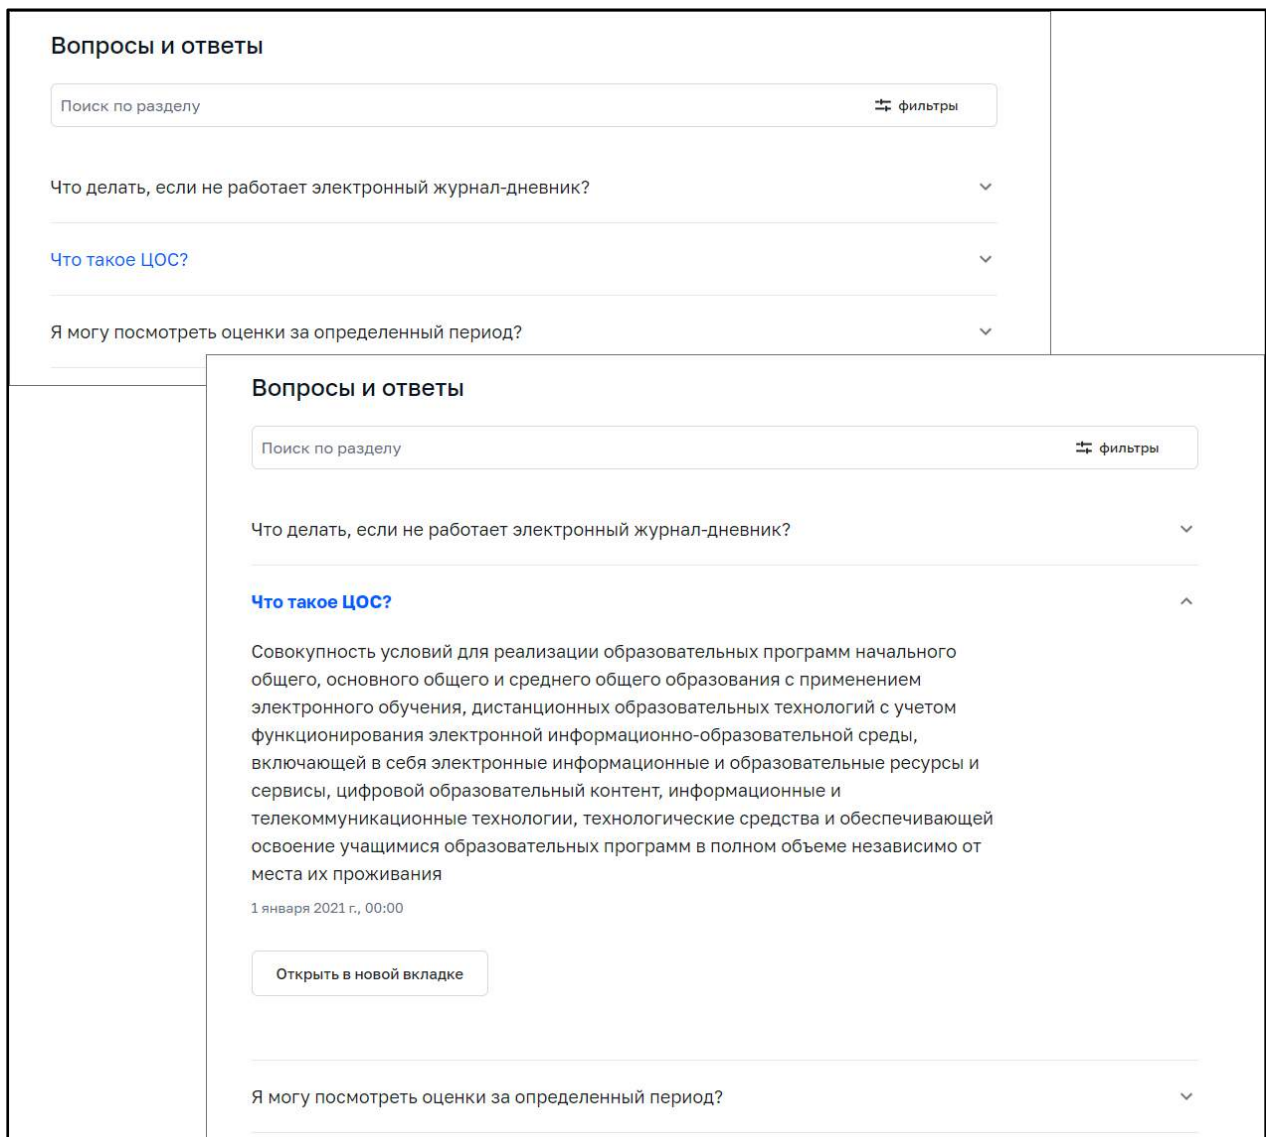 Вопросы и ответы
Поиск по разделу
фильтры
Что делать, если не работает электронный журнал-дневник?
Что такое ЦОС?
Я могу посмотреть оценки за определенный период?
Вопросы и ответы
Поиск по разделу
фильтры
Что делать, если не работает электронный журнал-дневник?
Что такое ЦОС?
Совокупность условий для реализации образовательных программ начального
общего, основного общего и среднего общего образования с применением
электронного обучения, дистанционных образовательных технологий с учетом
функционирования электронной информационно-образовательной среды,
включающей в себя электронные информационные и образовательные ресурсы и
сервисы, цифровой образовательный контент, информационные и
телекоммуникационные технологии, технологические средства и обеспечивающей
освоение учащимися образовательных программ в полном объеме независимо от
места их проживания
1 января 2021 г., 00:00
Открыть в новой вкладке
Я могу посмотреть оценки за определенный период?